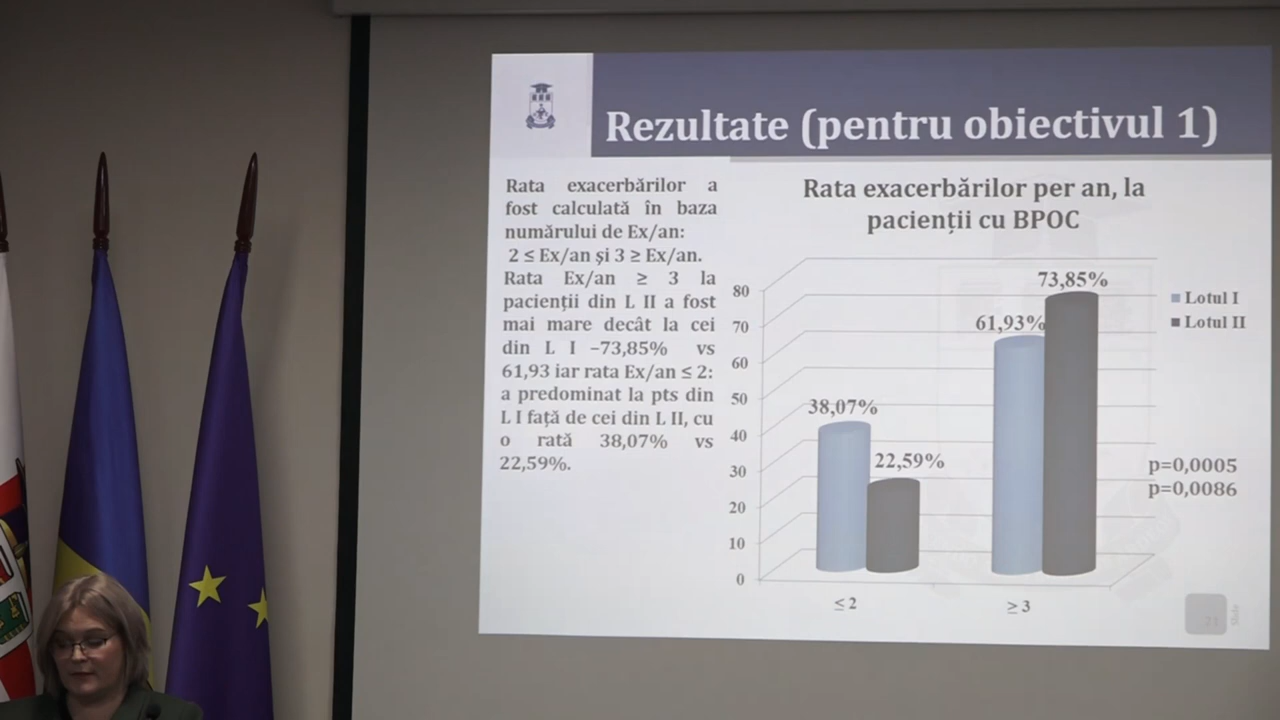 Rezultate (pentru obiectivul 1)
Rata exacerbărilor a
fost calculată în baza
numărului de Ex/an:
2 ≤ Ex/an și 3 ≥ Ex/an.
Rata Ex/an ≥ 3 la
pacienții din L II a fost
mai mare decât la cei
din L I –73,85% vs
61,93 iar rata Ex/an ≤ 2:
a predominat la pts din
L I față de cei din L II, cu
o rată 38,07% vs
22,59%.
Rata exacerbărilor per an, la
pacienții cu BPOC
80
70
60
50
40
30
20
10
0
38,07%
22,59%
61,93%
73,85%
≤ 2
≥ 3
Lotul I
Lotul II
p=0,0005
p=0,0086